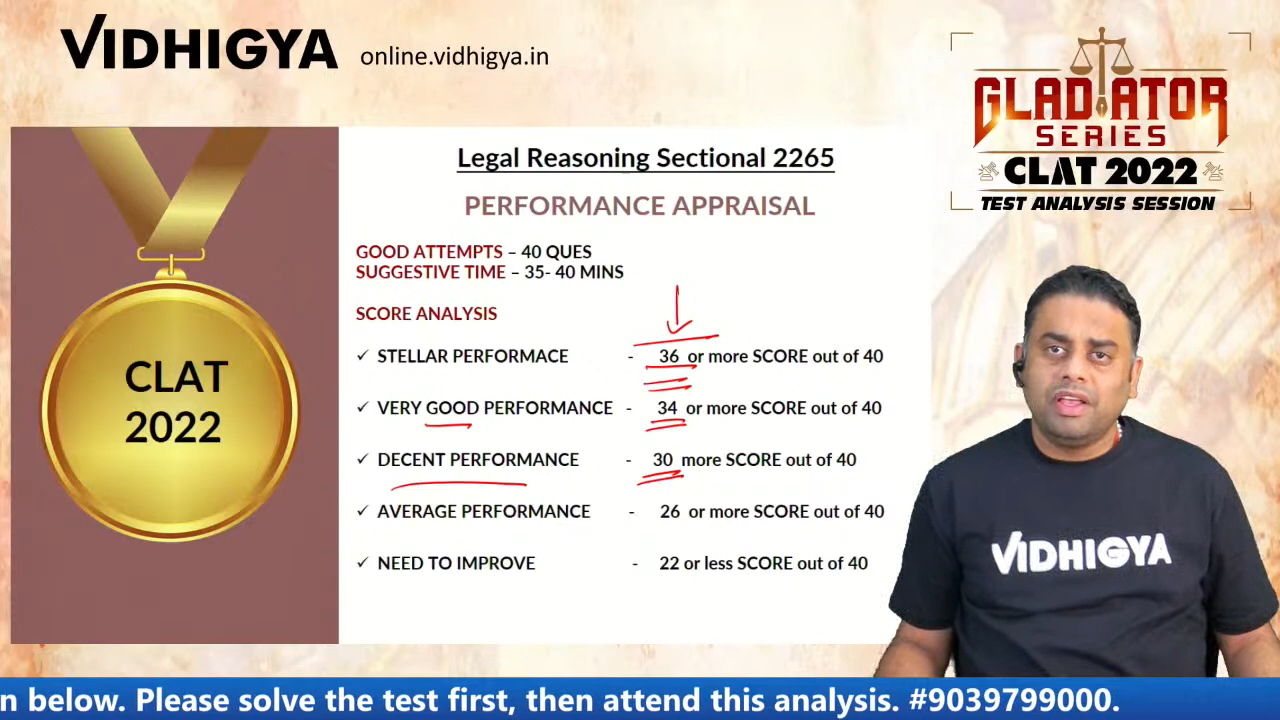 VIDHIGYA online.vidhigya.in
GLADIATOR
SERIES
CLAT 2022
TEST ANALYSIS SESSION
Legal Reasoning Sectional 2265
PERFORMANCE APPRAISAL
GOOD ATTEMPTS – 40 QUES
SUGGESTIVE TIME – 35- 40 MINS
SCORE ANALYSIS
✓ STELLAR PERFORMACE - 36 or more SCORE out of 40
✓ VERY GOOD PERFORMANCE - 34 or more SCORE out of 40
✓ DECENT PERFORMANCE - 30 more SCORE out of 40
✓ AVERAGE PERFORMANCE - 26 or more SCORE out of 40
✓ NEED TO IMPROVE - 22 or less SCORE out of 40
CLAT
2022
VIDHIGYA
n below. Please solve the test first, then attend this analysis. #9039799000.